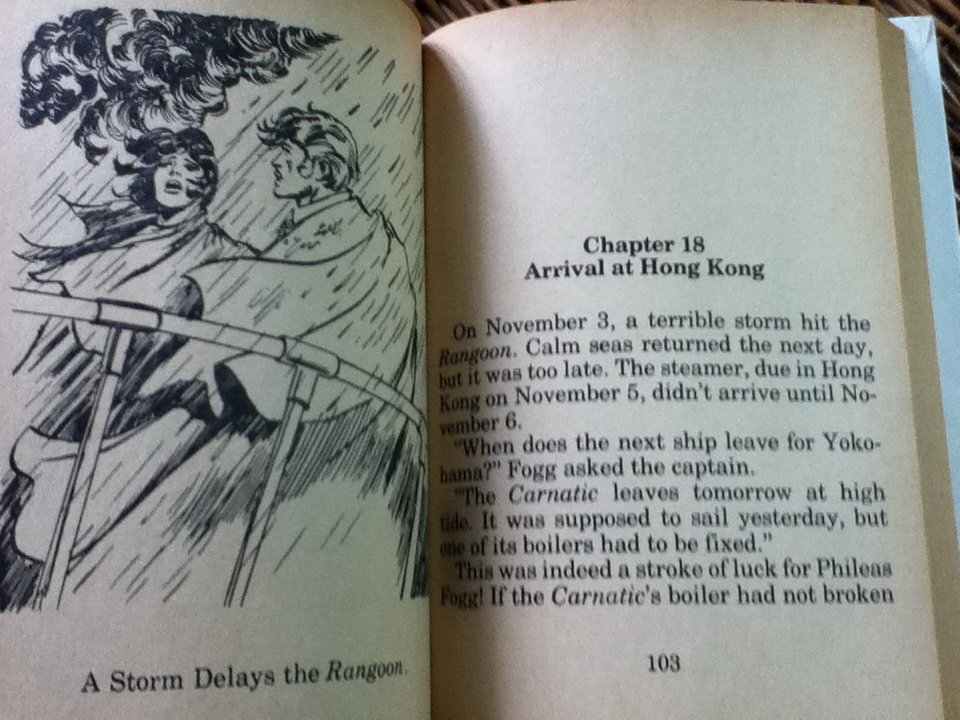 A Storm Delays the Rangoon.
Chapter 18
Arrival at Hong Kong
On November 3, a terrible storm hit the
Rangoon. Calm seas returned the next day,
but it was too late. The steamer, due in Hong
Kong on November 5, didn't arrive until No-
vember 6.
"When does the next ship leave for Yoko-
hama?" Fogg asked the captain.
"The Carnatic leaves tomorrow at high
tide. It was supposed to sail yesterday, but
one of its boilers had to be fixed."
This was indeed a stroke of luck for Phileas
Fogg! If the Carnatic's boiler had not broken
103